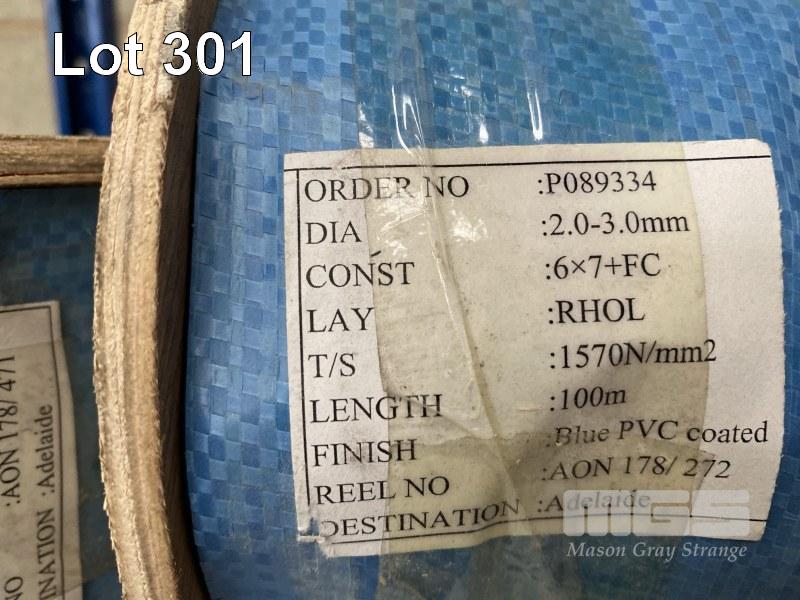 Lot 301
ORDER NO :P089334
DIA :2.0-3.0mm
CONST :6×7+FC
LAY :RHOL
T/S :1570N/mm2
LENGTH :100m
FINISH :Blue PVC coated
REEL NO :AON 178/ 272
DESTINATION :Adelaide
:AON 178/ 471
NO
INATION :Adelaide
MGS
Mason Gray Strange